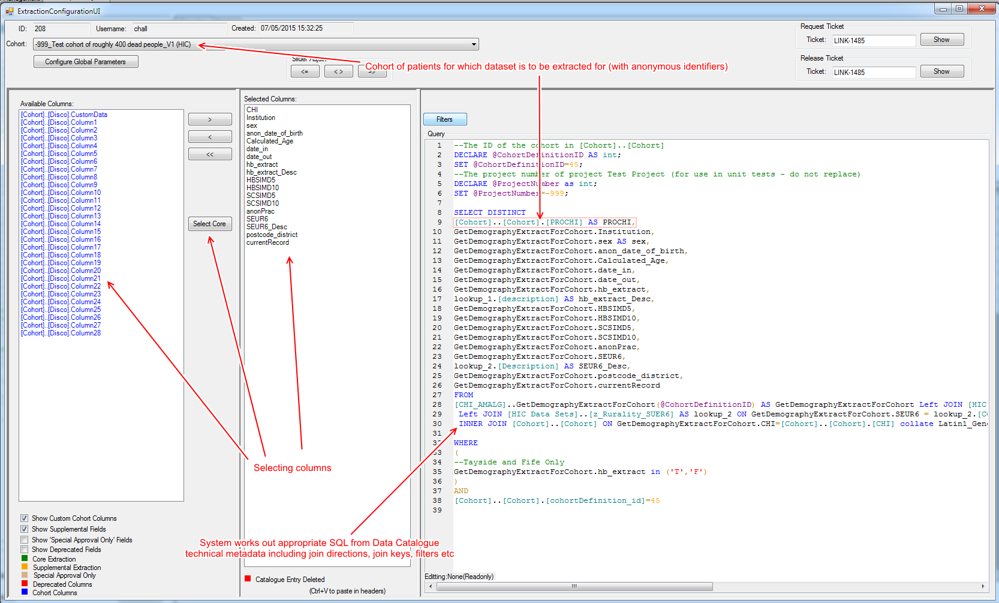 ExtractionConfigurationUI
ID: 208 Username: chall Created: 07/05/2015 15:32:25
Cohort: -999_Test cohort of roughly 400 dead people_V1 (HIC)
Configure Global Parameters
<= < >
Request Ticket
Ticket: LINK-1485 Show
Release Ticket
Ticket: LINK-1485 Show
Cohort of patients for which dataset is to be extracted for (with anonymous identifiers)
Available Columns:
[Cohort]..[Disco].CustomData
[Cohort]..[Disco].Column1
[Cohort]..[Disco].Column2
[Cohort]..[Disco].Column3
[Cohort]..[Disco].Column4
[Cohort]..[Disco].Column5
[Cohort]..[Disco].Column6
[Cohort]..[Disco].Column7
[Cohort]..[Disco].Column8
[Cohort]..[Disco].Column9
[Cohort]..[Disco].Column10
[Cohort]..[Disco].Column11
[Cohort]..[Disco].Column12
[Cohort]..[Disco].Column13
[Cohort]..[Disco].Column14
[Cohort]..[Disco].Column15
[Cohort]..[Disco].Column16
[Cohort]..[Disco].Column17
[Cohort]..[Disco].Column18
[Cohort]..[Disco].Column19
[Cohort]..[Disco].Column20
[Cohort]..[Disco].Column21
[Cohort]..[Disco].Column22
[Cohort]..[Disco].Column23
[Cohort]..[Disco].Column24
[Cohort]..[Disco].Column25
[Cohort]..[Disco].Column26
[Cohort]..[Disco].Column27
[Cohort]..[Disco].Column28
>
<
<<
Select Core
Show Custom Cohort Columns
Show Supplemental Fields
Show 'Special Approval Only' Fields
Show Deprecated Fields
Core Extraction
Supplemental Extraction
Special Approval Only
Deprecated Columns
Cohort Columns
Selected Columns:
CHI
Institution
sex
anon_date_of_birth
Calculated_Age
date_in
date_out
hb_extract
hb_extract_Desc
HBSIMD5
HBSIMD10
SCSIMD5
SCSIMD10
anonPrac
SEUR6
SEUR6_Desc
postcode_district
currentRecord
Selecting columns
System works out appropriate SQL from Data Catalogue
technical metadata including join directions, join keys, filters etc
Catalogue Entry Deleted
(Ctrl+V to paste in headers)
Filters
Query
1 --The ID of the cohort in [Cohort]..[Cohort]
2 DECLARE @CohortDefinitionID AS int;
3 SET @CohortDefinitionID=45;
4 --The project number of project Test Project (for use in unit tests - do not replace)
5 DECLARE @ProjectNumber as int;
6 SET @ProjectNumber=-999;
7
8 SELECT DISTINCT
9 [Cohort]..[Cohort].[PROCHI] AS PROCHI,
10 GetDemographyExtractForCohort.Institution,
11 GetDemographyExtractForCohort.sex AS sex,
12 GetDemographyExtractForCohort.anon_date_of_birth,
13 GetDemographyExtractForCohort.Calculated_Age,
14 GetDemographyExtractForCohort.date_in,
15 GetDemographyExtractForCohort.date_out,
16 GetDemographyExtractForCohort.hb_extract,
17 lookup_1.[description] AS hb_extract_Desc,
18 GetDemographyExtractForCohort.HBSIMD5,
19 GetDemographyExtractForCohort.HBSIMD10,
20 GetDemographyExtractForCohort.SCSIMD5,
21 GetDemographyExtractForCohort.SCSIMD10,
22 GetDemographyExtractForCohort.anonPrac,
23 GetDemographyExtractForCohort.SEUR6,
24 lookup_2.[Description] AS SEUR6_Desc,
25 GetDemographyExtractForCohort.postcode_district,
26 GetDemographyExtractForCohort.currentRecord
27 FROM
28 [CHI_AMALG]..GetDemographyExtractForCohort(@CohortDefinitionID) AS GetDemographyExtractForCohort Left JOIN [HIC
29 Left JOIN [HIC Data Sets]..[z_Rurality_SUER6] AS lookup_2 ON GetDemographyExtractForCohort.SEUR6 = lookup_2.
30 INNER JOIN [Cohort]..[Cohort] ON GetDemographyExtractForCohort.CHI=[Cohort]..[Cohort].[CHI] collate
31
32 WHERE
33 (
34 --Tayside and Fife Only
35 GetDemographyExtractForCohort.hb_extract in ('T','F')
36 )
37 AND
38 [Cohort]..[Cohort].[cohortDefinition_id]=45
39
Editing:None(Readonly)